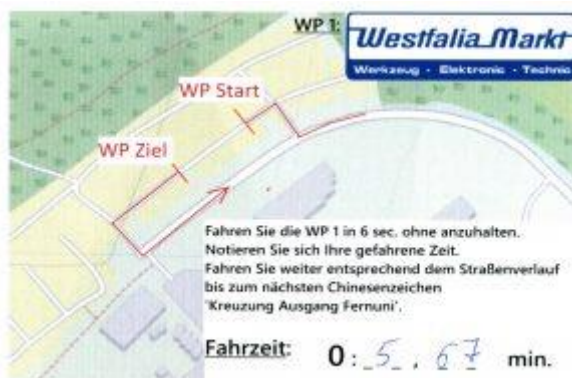 WP 1:
Westfalia Markt
Werkzeug · Elektronic · Technic
WP Start
WP Ziel
Fahren Sie die WP 1 in 6 sec. ohne anzuhalten.
Notieren Sie sich Ihre gefahrene Zeit.
Fahren Sie weiter entsprechend dem Straßenverlauf
bis zum nächsten Chinesenzeichen
'Kreuzung Ausgang Fernuni'.
Fahrzeit: 0 : 5 , 67 min.